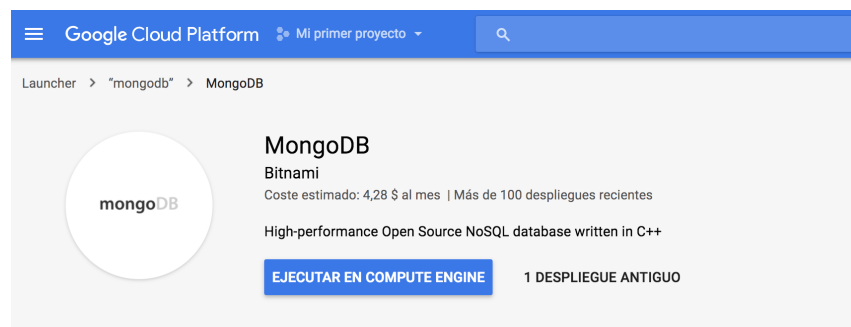 Google Cloud Platform Mi primer proyecto
Launcher > "mongodb" > MongoDB
mongoDB
MongoDB
Bitnami
Coste estimado: 4,28 $ al mes | Más de 100 despliegues recientes
High-performance Open Source NoSQL database written in C++
EJECUTAR EN COMPUTE ENGINE 1 DESPLIEGUE ANTIGUO